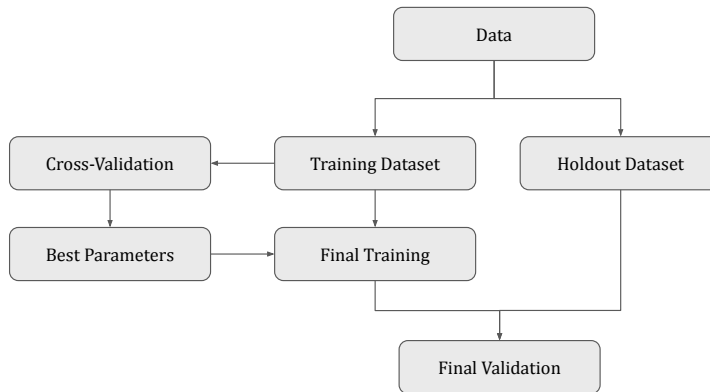 Data
Cross-Validation
Training Dataset
Holdout Dataset
Best Parameters
Final Training
Final Validation